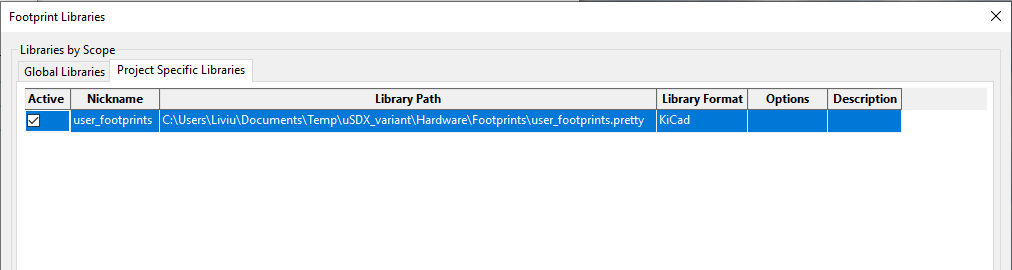 Footprint Libraries
Libraries by Scope
Global Libraries Project Specific Libraries
Active Nickname Library Path Library Format Options Description
user_footprints C:\Users\Liviu\Documents\Temp\uSDX_variant\Hardware\Footprints\user_footprints.pretty KiCad